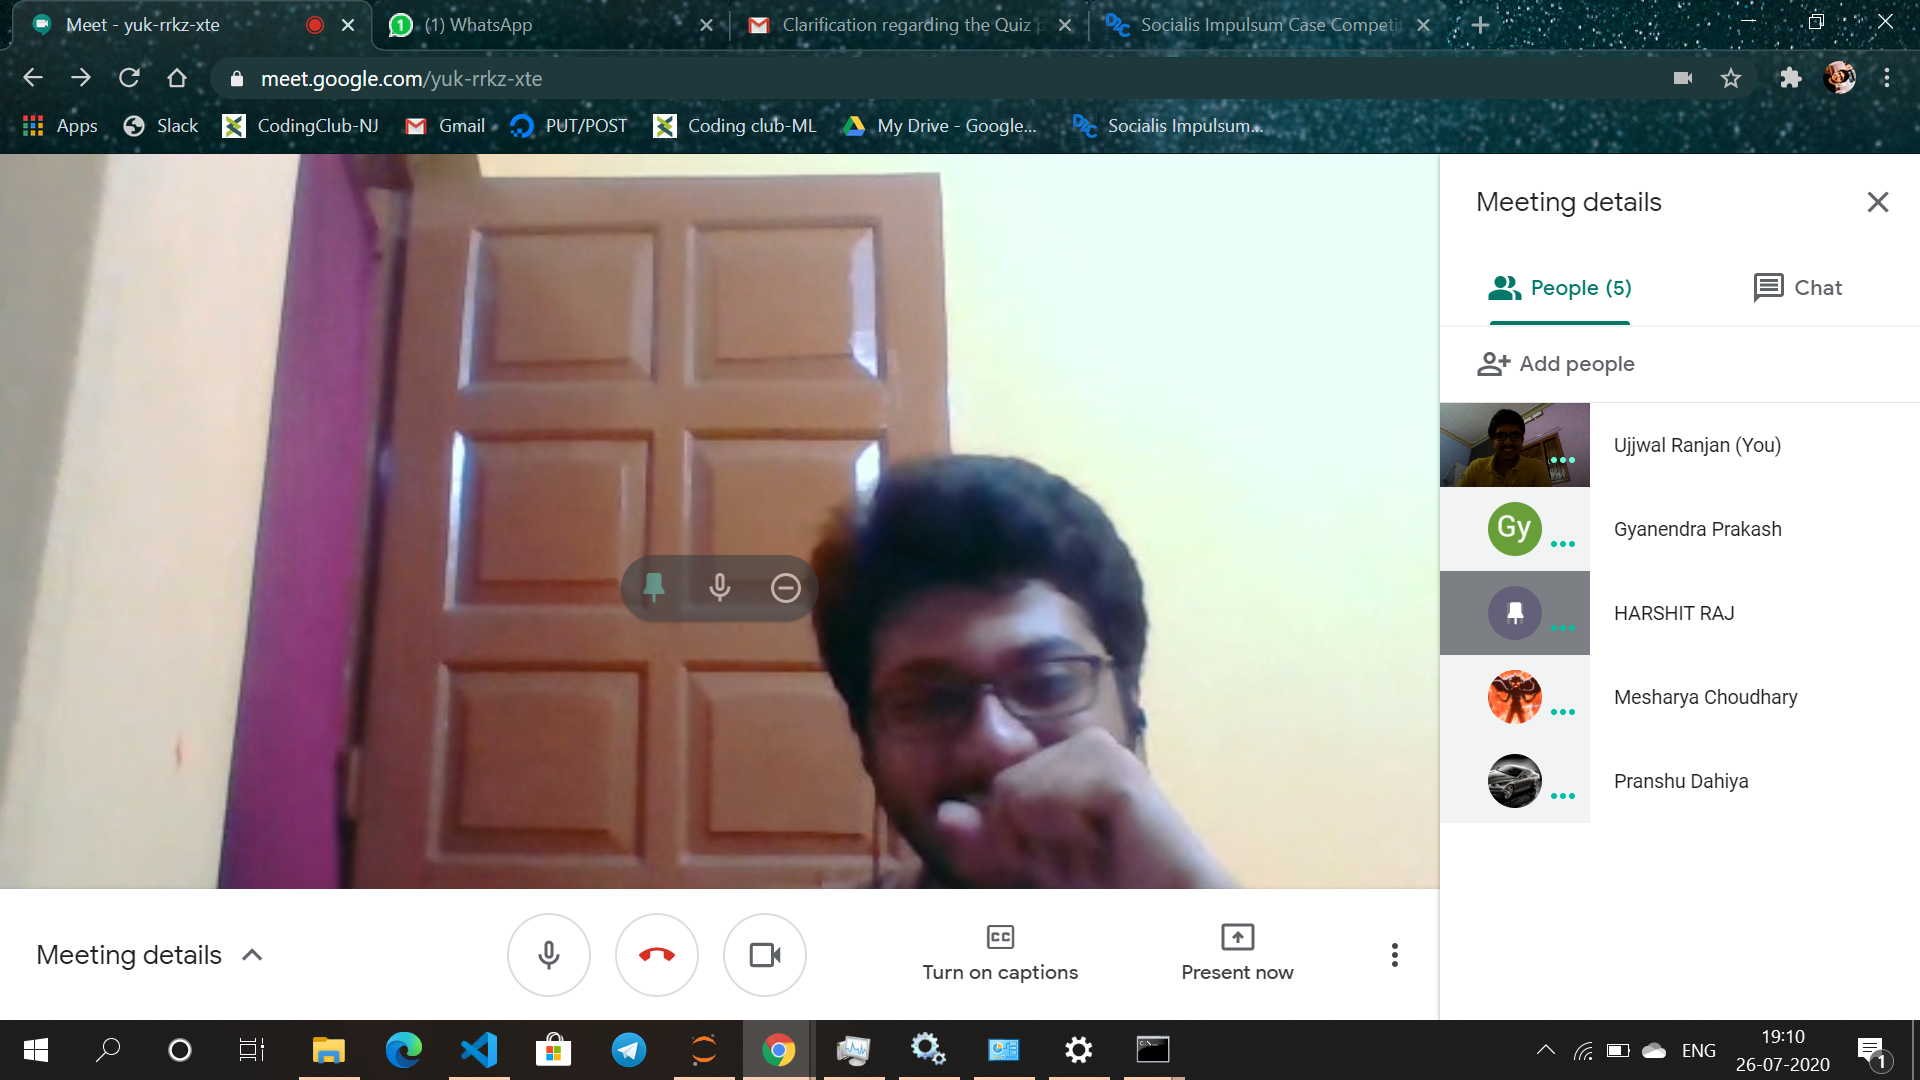 Meet - yuk-rrkz-xte
(1) WhatsApp
Clarification regarding the Quiz p
Socialis Impulsum Case Competit
meet.google.com/yuk-rrkz-xte
Apps
Slack
CodingClub-NJ
Gmail
PUT/POST
Coding club-ML
My Drive - Google...
Socialis Impulsum...
Meeting details
People (5)
Chat
Add people
Ujjwal Ranjan (You)
Gy
Gyanendra Prakash
HARSHIT RAJ
Mesharya Choudhary
Pranshu Dahiya
Meeting details
CC
Turn on captions
Present now
ENG
19:10
26-07-2020
1